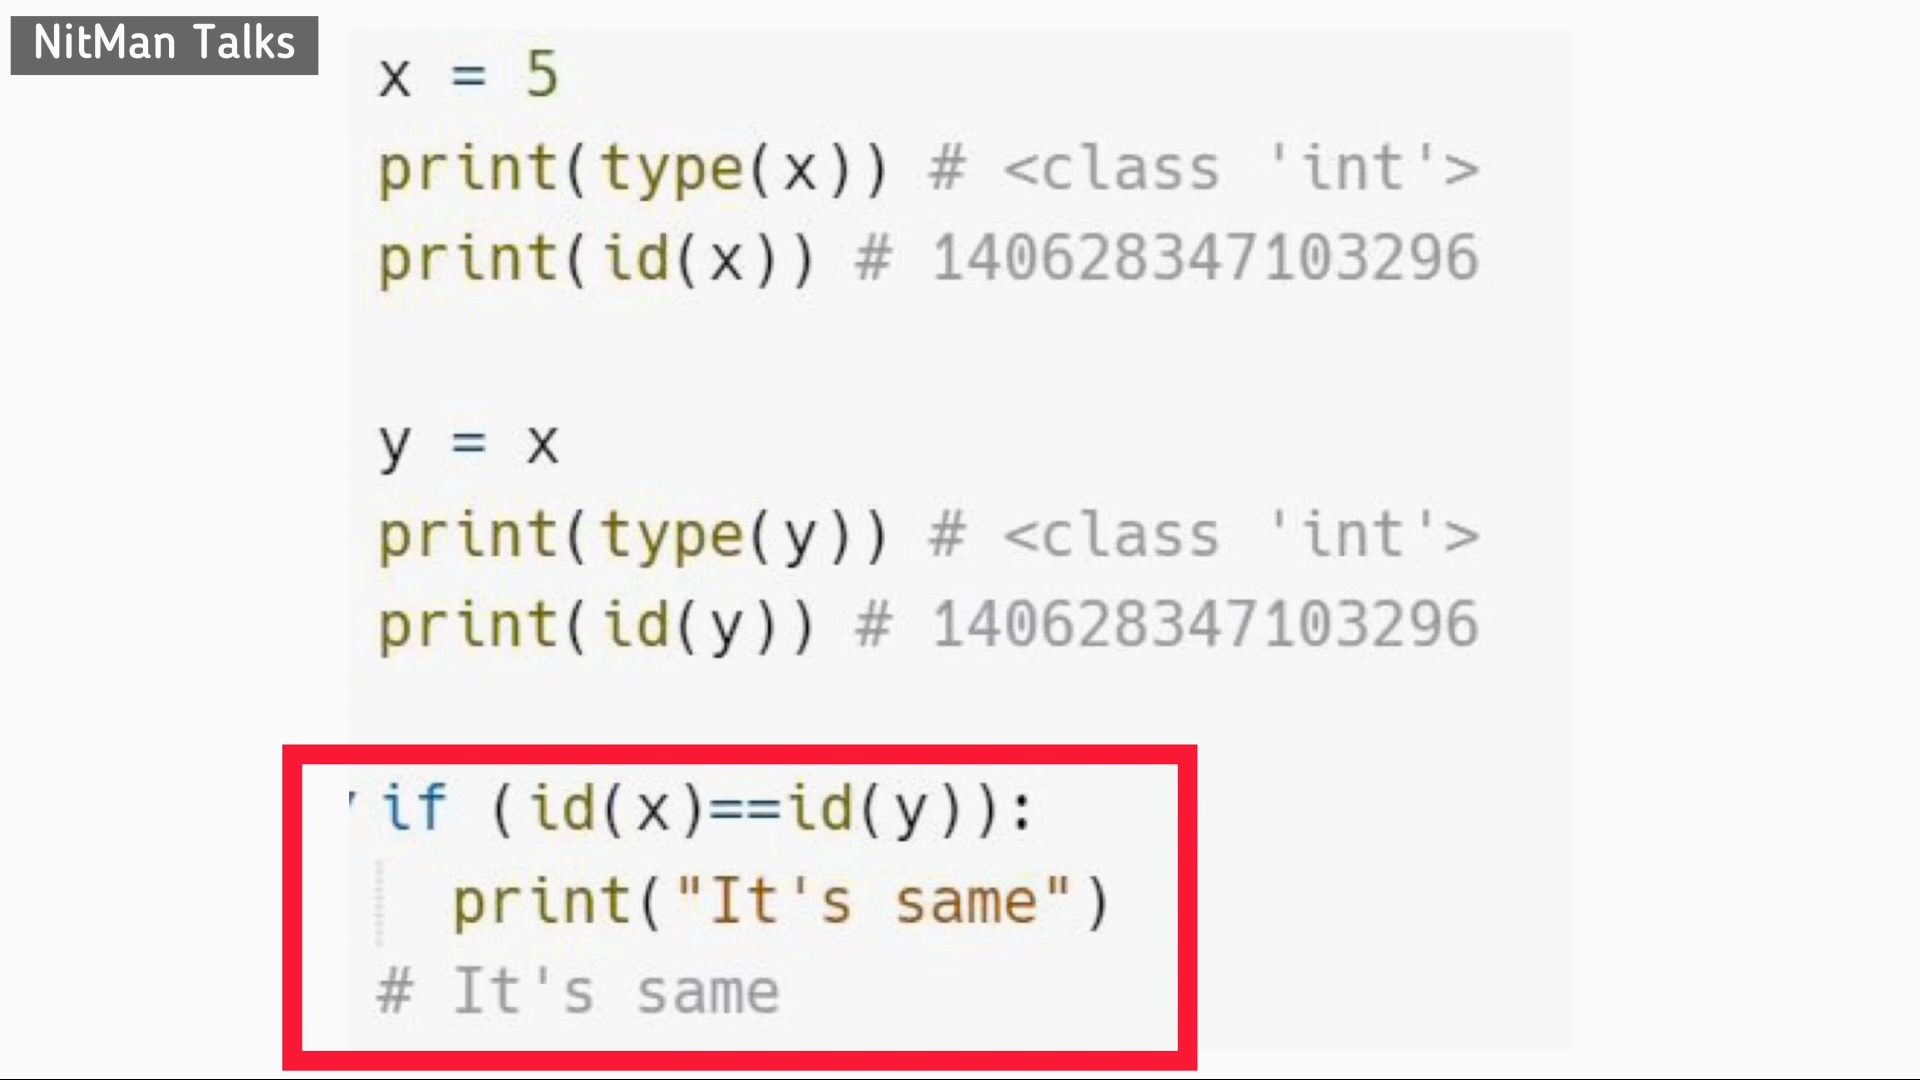 NitMan Talks
x = 5
print(type(x)) # <class 'int'>
print(id(x)) # 140628347103296
y = x
print(type(y)) # <class 'int'>
print(id(y)) # 140628347103296
if (id(x)==id(y)):
print("It's same")
# It's same